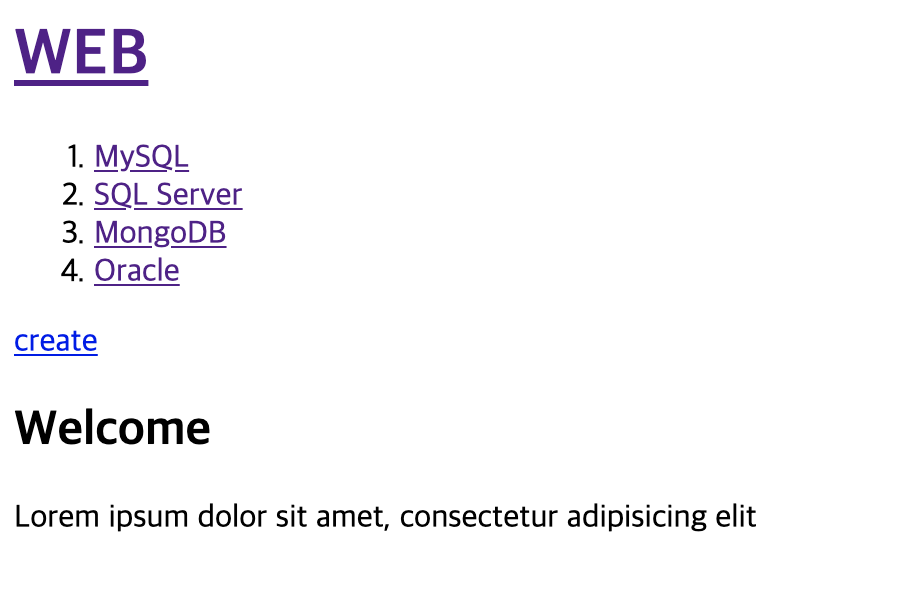 WEB
1. MySQL
2. SQL Server
3. MongoDB
4. Oracle
create
Welcome
Lorem ipsum dolor sit amet, consectetur adipisicing elit